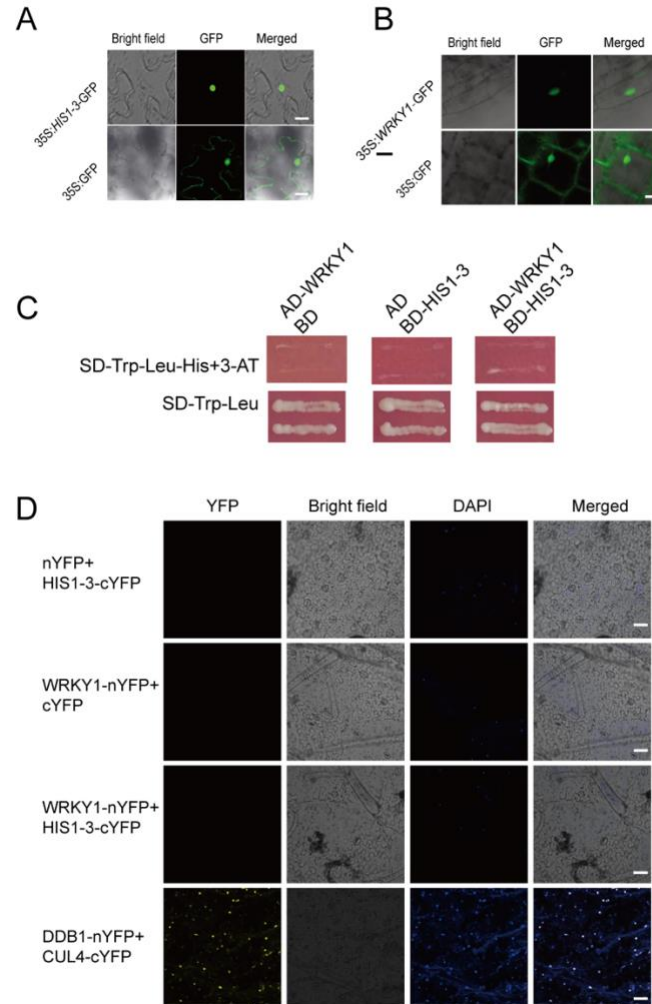 A
Bright field GFP Merged
35S:HIS1-3-GFP
35S:GFP
B
Bright field GFP Merged
35S:WRKY1-GFP
35S:GFP
C
AD-WRKY1
BD
AD
BD-HIS1-3
AD-WRKY1
BD-HIS1-3
SD-Trp-Leu-His+3-AT
SD-Trp-Leu
D
YFP Bright field DAPI Merged
nYFP+
HIS1-3-cYFP
WRKY1-nYFP+
cYFP
WRKY1-nYFP+
HIS1-3-cYFP
DDB1-nYFP+
CUL4-cYFP